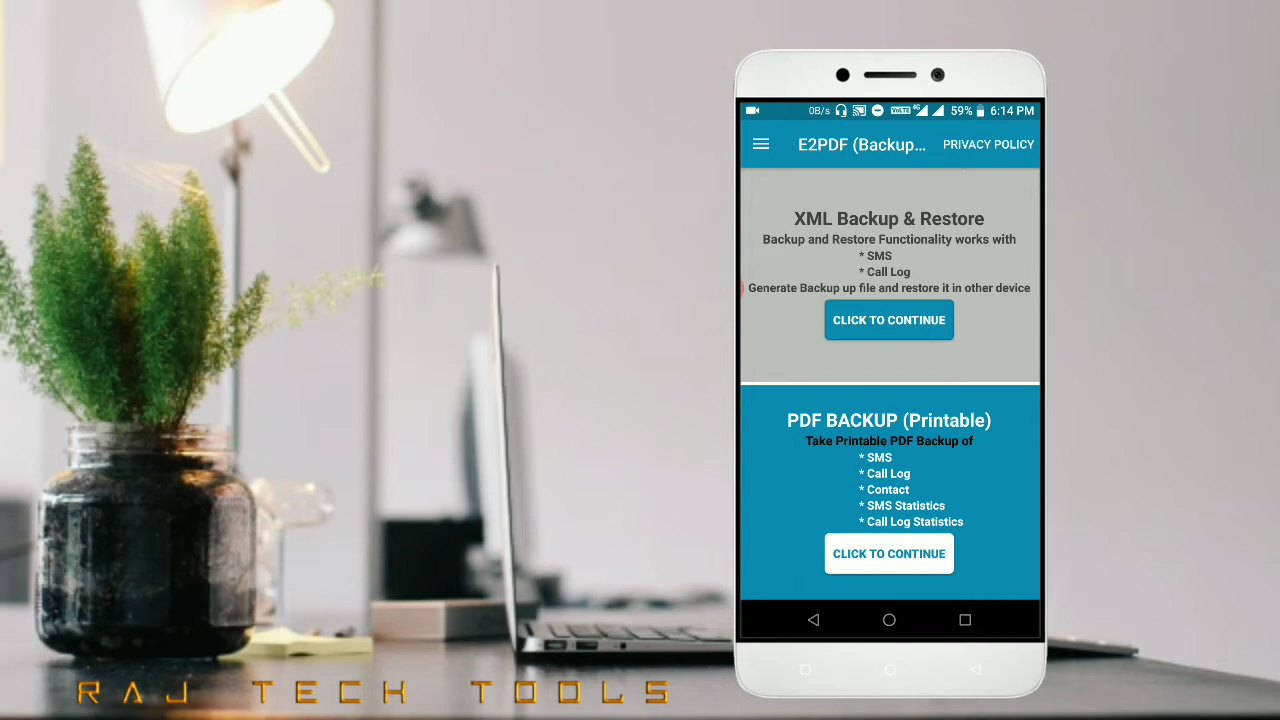 0B/s VoLTE 4G 59% 6:14 PM
E2PDF (Backup... PRIVACY POLICY
XML Backup & Restore
Backup and Restore Functionality works with
* SMS
* Call Log
Generate Backup up file and restore it in other device
CLICK TO CONTINUE
PDF BACKUP (Printable)
Take Printable PDF Backup of
* SMS
* Call Log
* Contact
* SMS Statistics
* Call Log Statistics
CLICK TO CONTINUE
RAJ TECH TOOLS